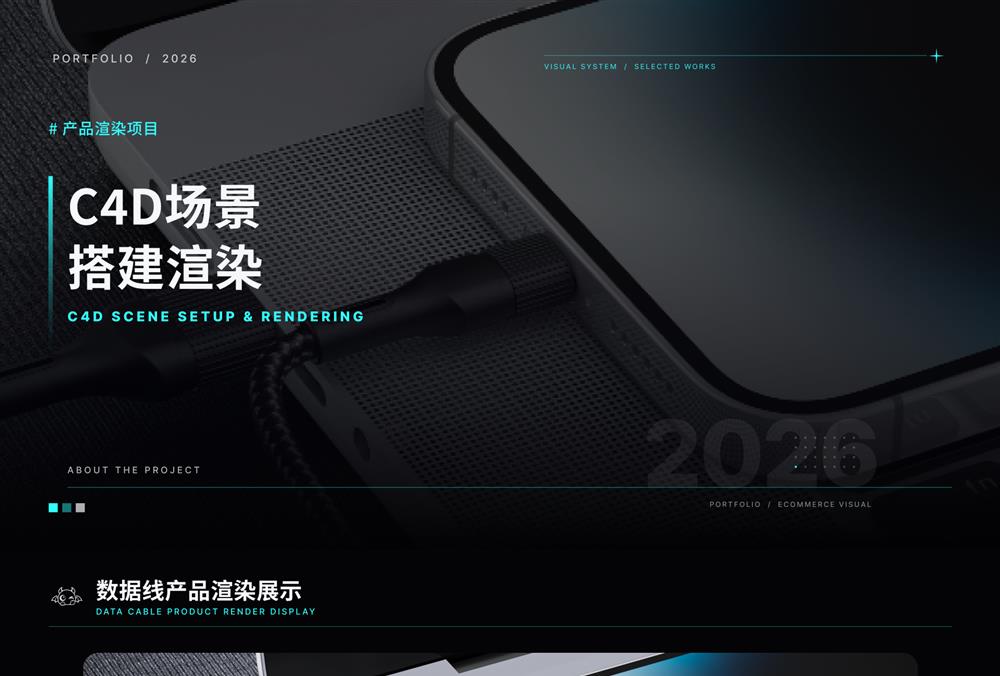 PORTFOLIO / 2026
VISUAL SYSTEM / SELECTED WORKS
# 产品渲染项目
C4D场景
搭建渲染
C4D SCENE SETUP & RENDERING
2026
ABOUT THE PROJECT
PORTFOLIO / ECOMMERCE VISUAL
数据线产品渲染展示
DATA CABLE PRODUCT RENDER DISPLAY